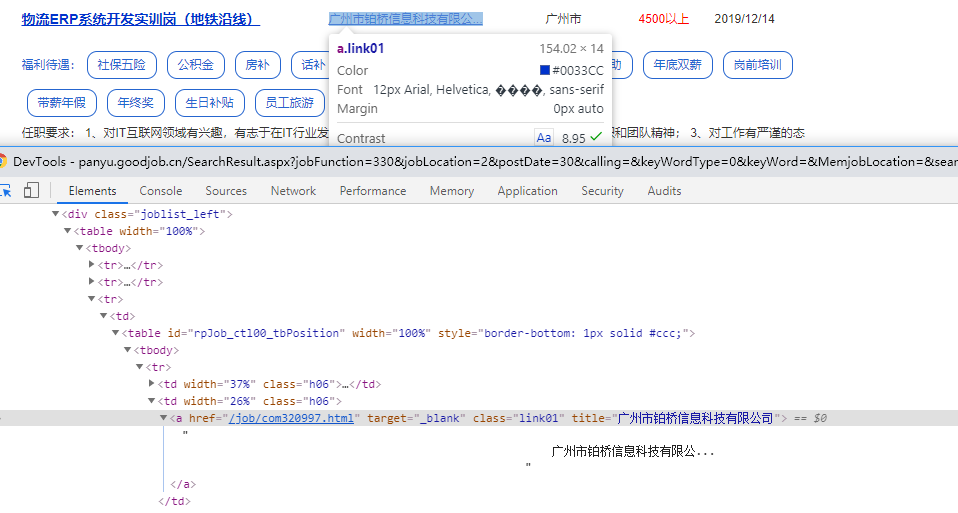 物流ERP系统开发实训岗（地铁沿线） 广州市铂桥信息科技有限公... 广州市 4500以上 2019/12/14
a.link01 154.02 × 14
福利待遇： 社保五险 公积金 房补 话补 Color #0033CC 助 年底双薪 岗前培训
Font 12px Arial, Helvetica, ����, sans-serif
带薪年假 年终奖 生日补贴 员工旅游 Margin 0px auto
任职要求： 1、对IT互联网领域有兴趣，有志于在IT行业发 Contrast Aa 8.95 和团队精神； 3、对工作有严谨的态
DevTools - panyu.goodjob.cn/SearchResult.aspx?jobFunction=330&jobLocation=2&postDate=30&calling=&keyWordType=0&keyWord=&MemjobLocation=&sear
Elements Console Sources Network Performance Memory Application Security Audits
<div class="joblist_left">
<table width="100%">
<tbody>
<tr>…</tr>
<tr>…</tr>
<tr>
<td>
<table id="rpJob_ctl00_tbPosition" width="100%" style="border-bottom: 1px solid #ccc;">
<tbody>
<tr>
<td width="37%" class="h06">…</td>
<td width="26%" class="h06">
<a href="/job/com320997.html" target="_blank" class="link01" title="广州市铂桥信息科技有限公司"> == $0
"
广州市铂桥信息科技有限公...
"
</a>
</td>